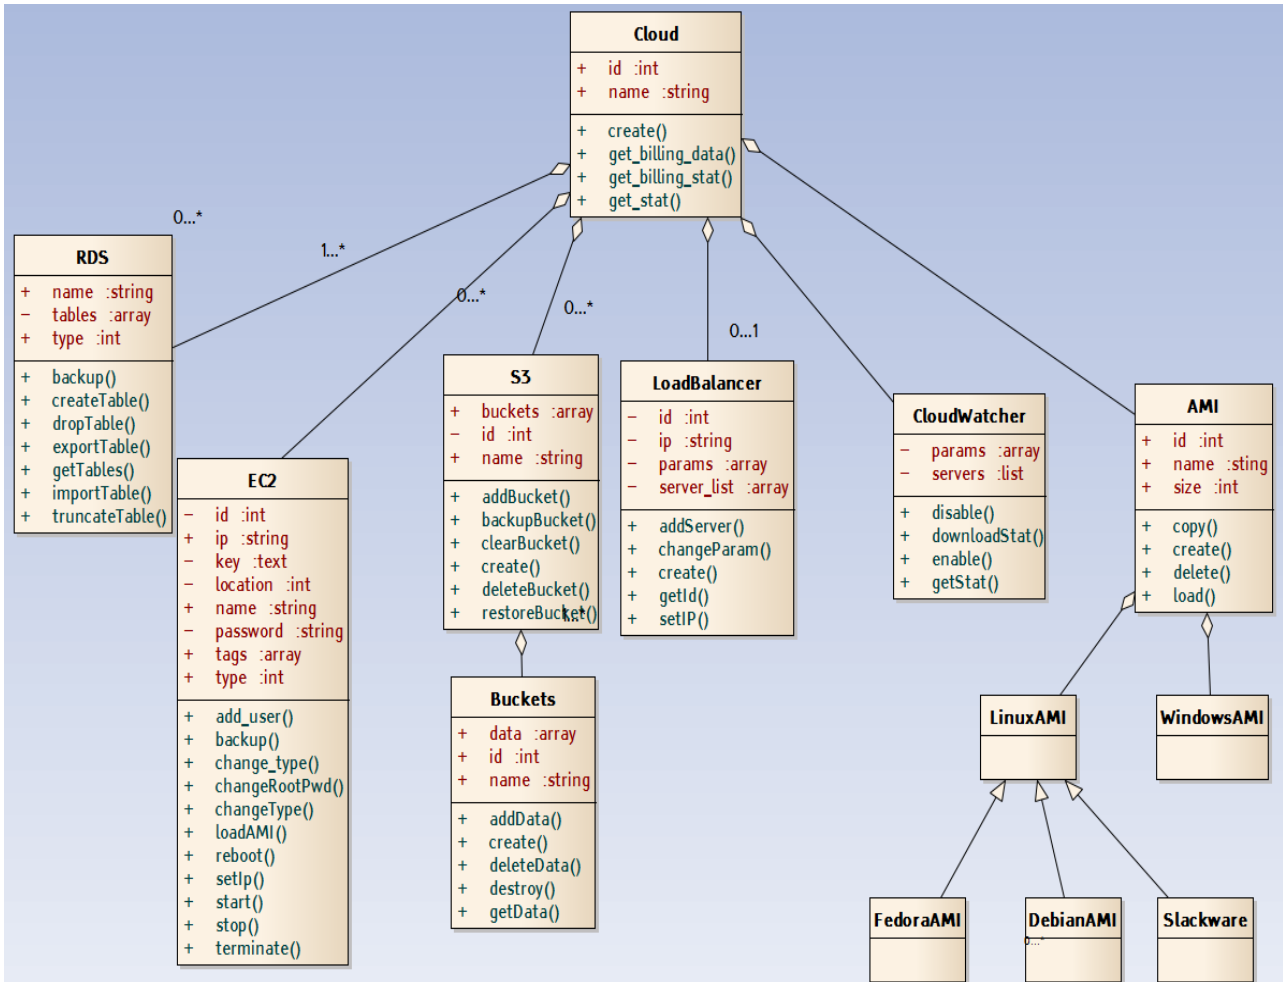 Cloud
+ id :int
+ name :string
+ create()
+ get_billing_data()
+ get_billing_stat()
+ get_stat()
0...*
1...*
0...*
0...*
0...1
RDS
+ name :string
- tables :array
+ type :int
+ backup()
+ createTable()
+ dropTable()
+ exportTable()
+ getTables()
+ importTable()
+ truncateTable()
EC2
- id :int
+ ip :string
- key :text
- location :int
+ name :string
- password :string
+ tags :array
+ type :int
+ add_user()
+ backup()
+ change_type()
+ changeRootPwd()
+ changeType()
+ loadAMI()
+ reboot()
+ setIp()
+ start()
+ stop()
+ terminate()
S3
+ buckets :array
- id :int
+ name :string
+ addBucket()
+ backupBucket()
+ clearBucket()
+ create()
+ deleteBucket()
+ restoreBucket()
Buckets
+ data :array
+ id :int
+ name :string
+ addData()
+ create()
+ deleteData()
+ destroy()
+ getData()
LoadBalancer
- id :int
- ip :string
- params :array
- server_list :array
+ addServer()
+ changeParam()
+ create()
+ getId()
+ setIP()
CloudWatcher
- params :array
- servers :list
+ disable()
+ downloadStat()
+ enable()
+ getStat()
AMI
+ id :int
+ name :sting
+ size :int
+ copy()
+ create()
+ delete()
+ load()
LinuxAMI
WindowsAMI
FedoraAMI
DebianAMI
0...*
Slackware